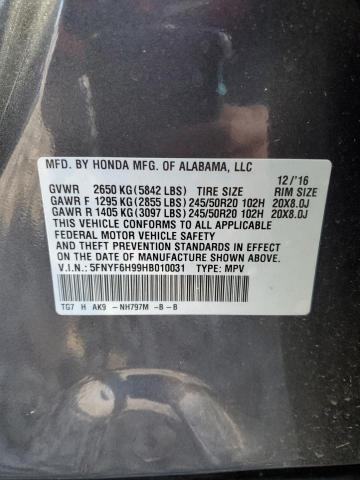 MFD. BY HONDA MFG. OF ALABAMA, LLC
12/'16
GVWR 2650 KG (5842 LBS) TIRE SIZE RIM SIZE
GAWR F 1295 KG (2855 LBS) 245/50R20 102H 20X8.0J
GAWR R 1405 KG (3097 LBS) 245/50R20 102H 20X8.0J
THIS VEHICLE CONFORMS TO ALL APPLICABLE
FEDERAL MOTOR VEHICLE SAFETY
AND THEFT PREVENTION STANDARDS IN EFFECT
ON THE DATE OF MANUFACTURE SHOWN ABOVE.
V.I.N.: 5FNYF6H99HB010031 TYPE: MPV
TG7 H AK9 -NH797M -B-B